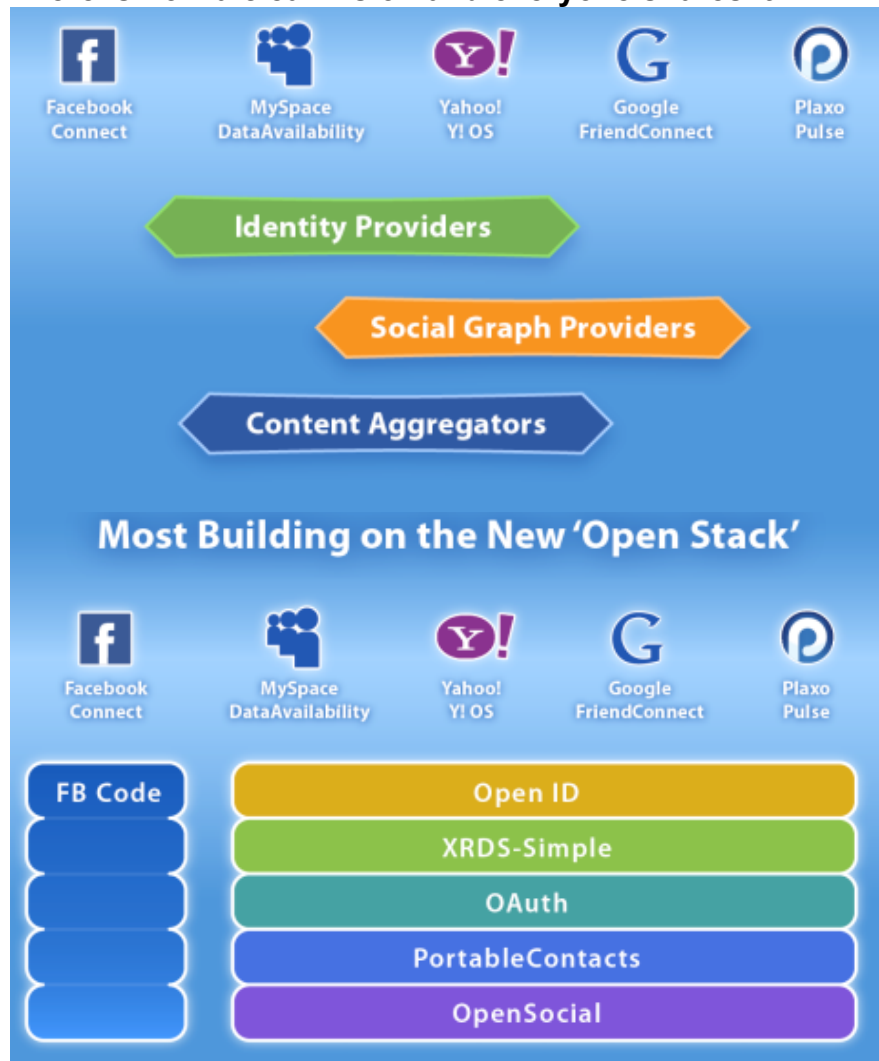 Facebook
Connect
MySpace
DataAvailability
Yahoo!
Y! OS
Google
FriendConnect
Plaxo
Pulse
Identity Providers
Social Graph Providers
Content Aggregators
Most Building on the New ‘Open Stack’
Facebook
Connect
MySpace
DataAvailability
Yahoo!
Y! OS
Google
FriendConnect
Plaxo
Pulse
FB Code
Open ID
XRDS-Simple
OAuth
PortableContacts
OpenSocial